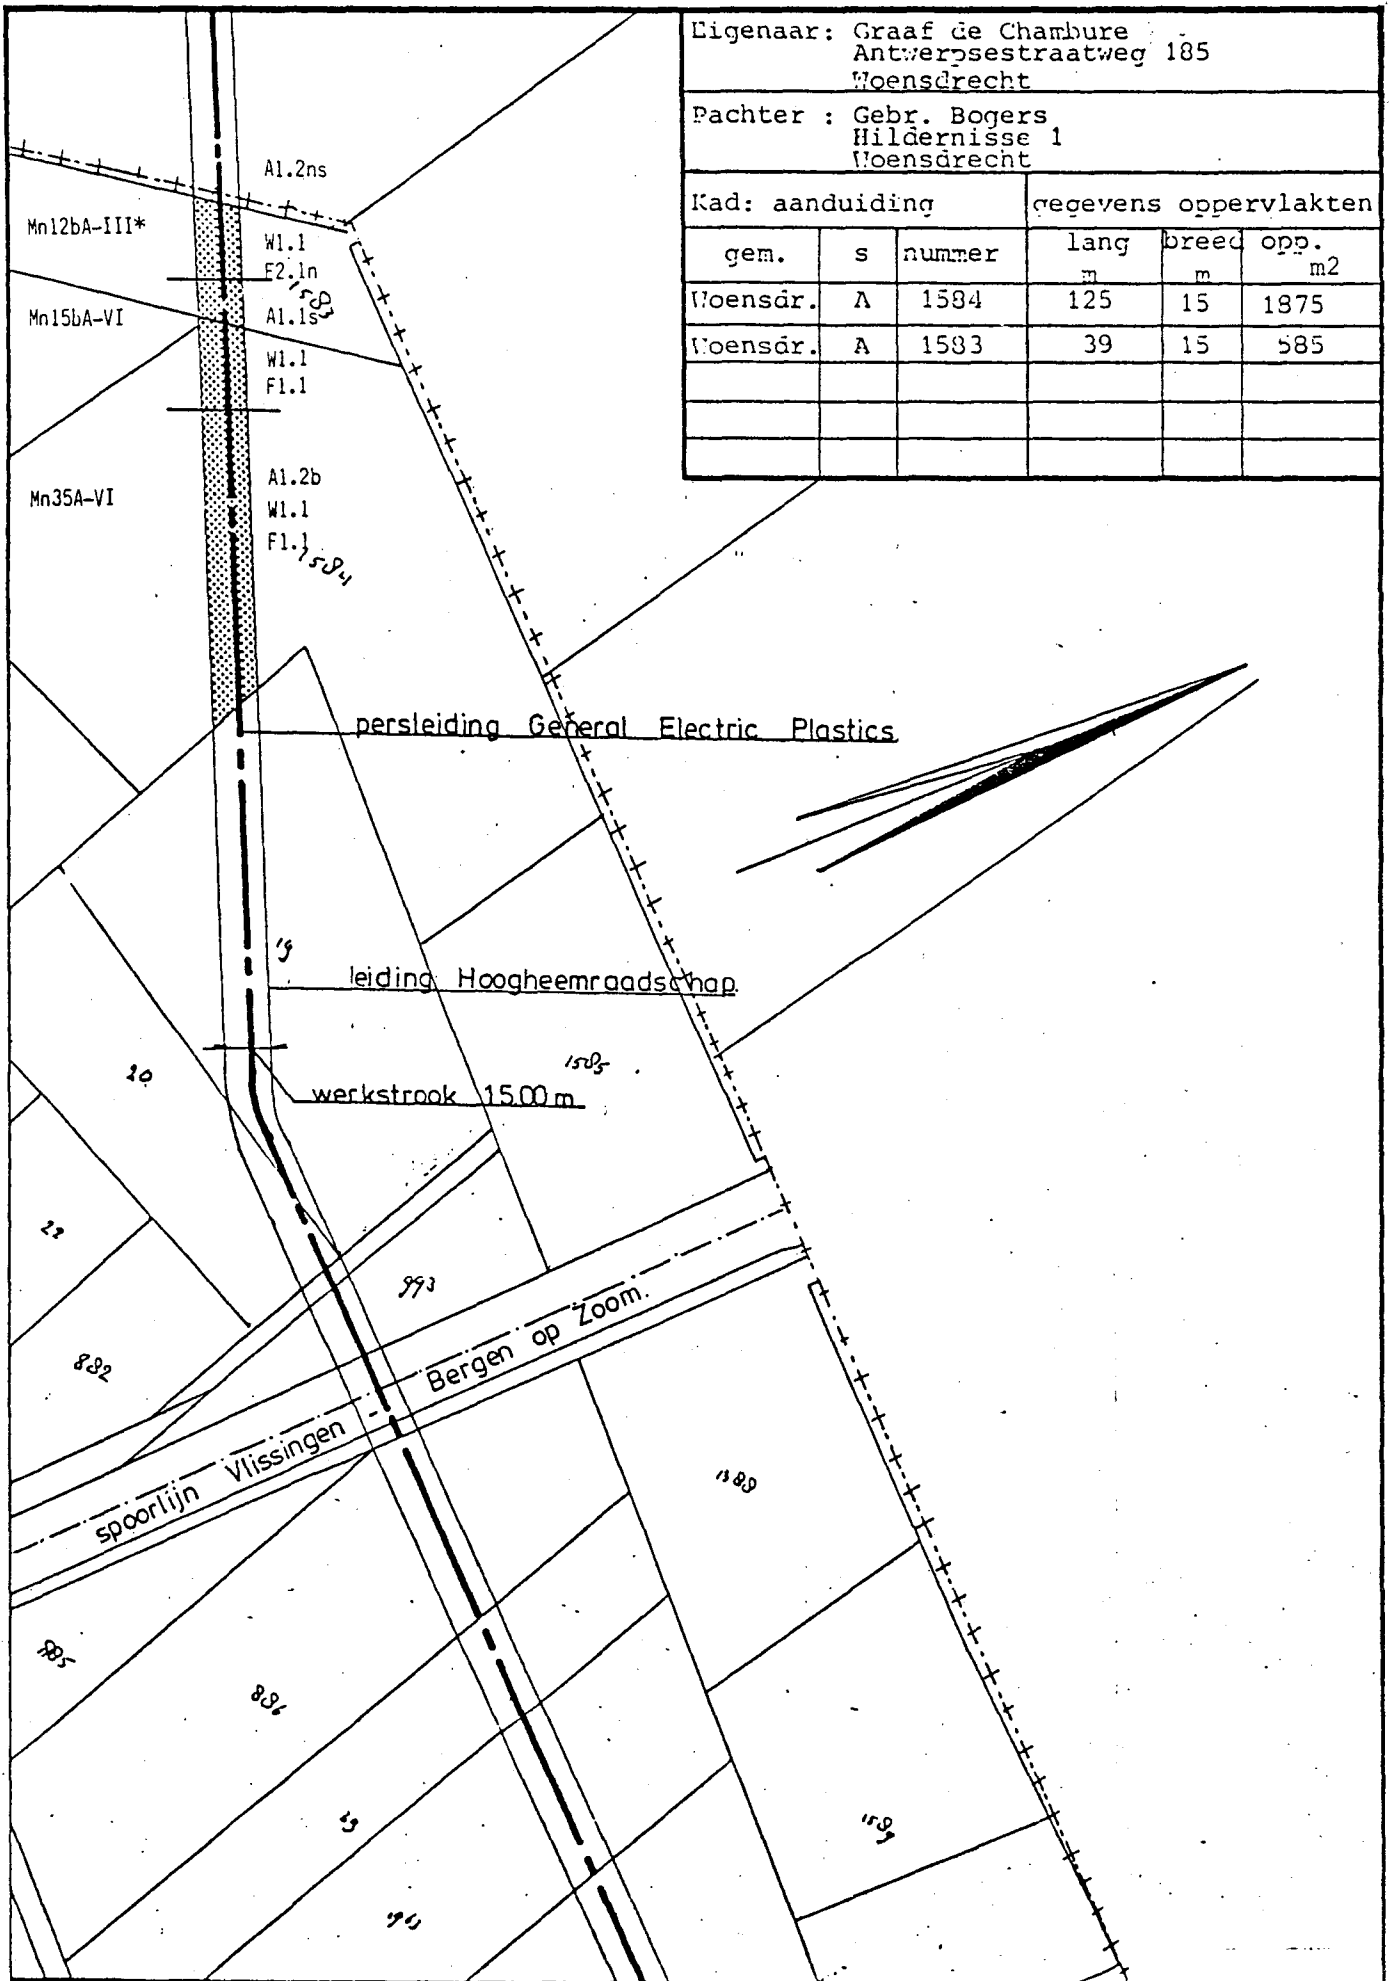 Eigenaar: Graaf de Chambure
Antwerpsestraatweg 185
Woensdrecht
Pachter : Gebr. Bogers
Hildernisse 1
Woensdrecht
Kad: aanduiding gegevens oppervlakten
gem. s nummer lang m breed m opp. m2
Woensdr. A 1584 125 15 1875
Woensdr. A 1583 39 15 585
A1.2ns
Mn12bA-III*
W1.1
F2.1n
1583
Mn15bA-VI
A1.1s
W1.1
F1.1
Mn35A-VI
A1.2b
W1.1
F1.1
1584
persleiding General Electric Plastics
19
leiding Hoogheemraadschap.
20
1585
werkstrook 15.00 m
22
993
882
spoorlijn Vlissingen - Bergen op Zoom.
885
886
23
1589
1963